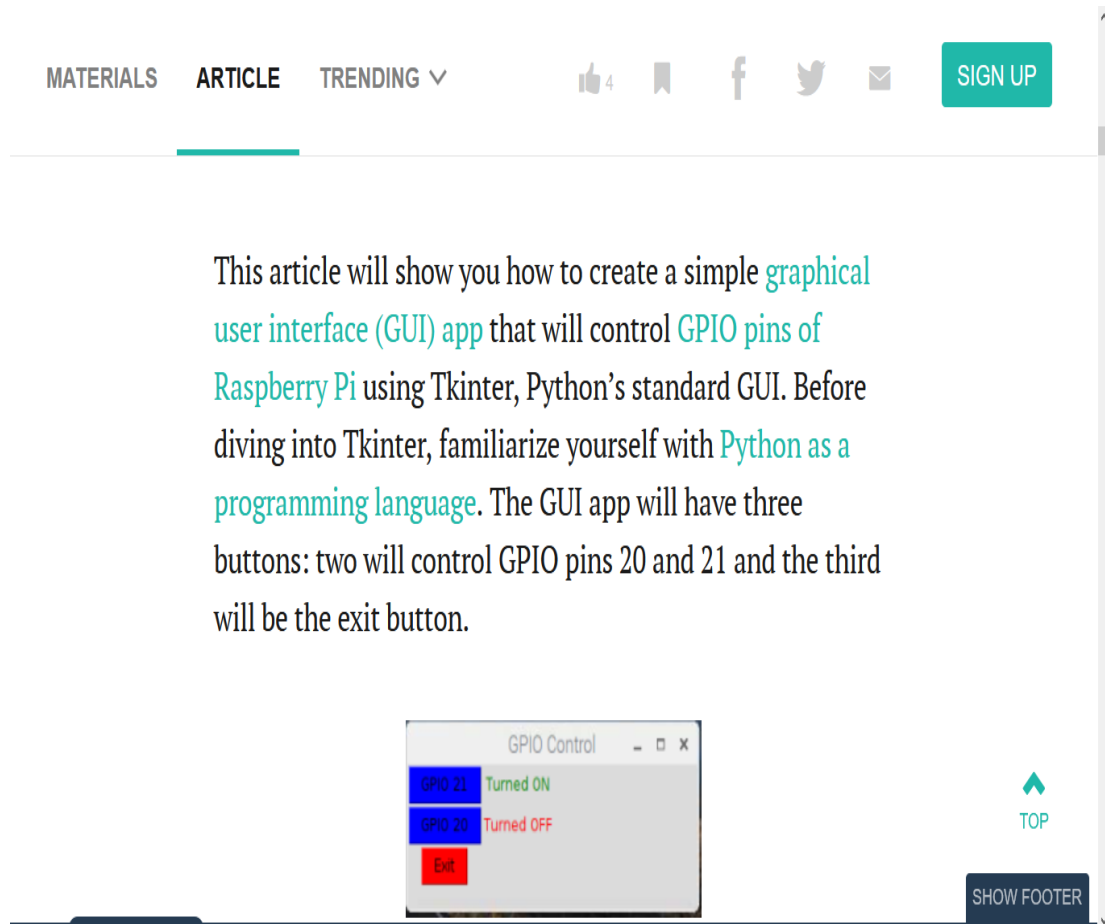 MATERIALS ARTICLE TRENDING 4 SIGN UP
This article will show you how to create a simple graphical
user interface (GUI) app that will control GPIO pins of
Raspberry Pi using Tkinter, Python’s standard GUI. Before
diving into Tkinter, familiarize yourself with Python as a
programming language. The GUI app will have three
buttons: two will control GPIO pins 20 and 21 and the third
will be the exit button.
GPIO Control
GPIO 21 Turned ON
GPIO 20 Turned OFF
Exit
TOP
SHOW FOOTER